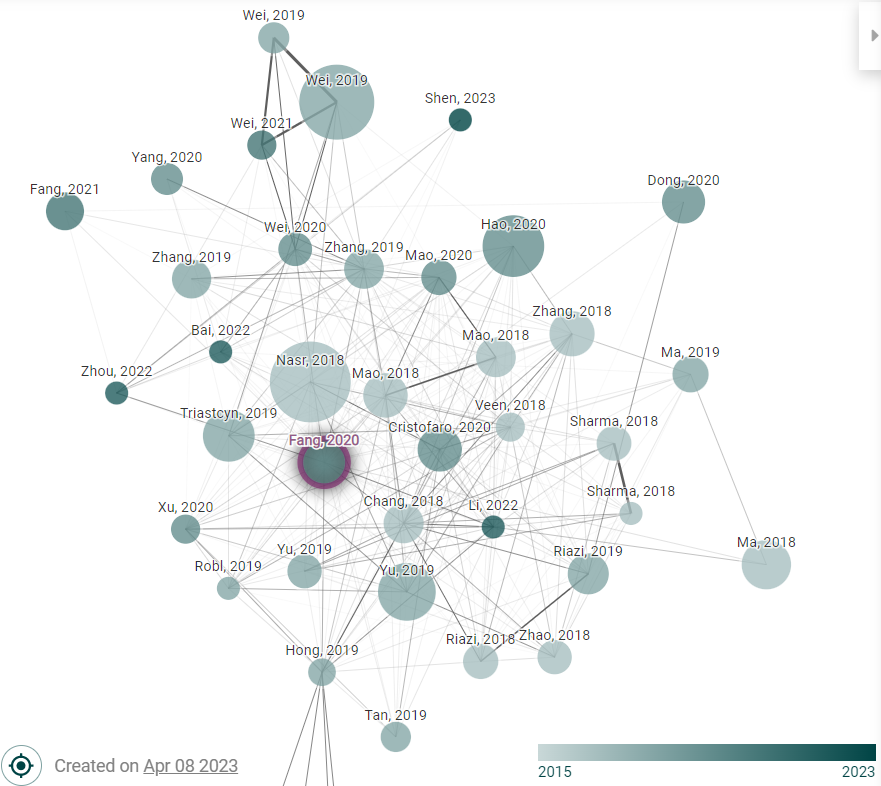 Wei, 2019
Wei, 2019
Shen, 2023
Wei, 2021
Yang, 2020
Dong, 2020
Fang, 2021
Hao, 2020
Wei, 2020
Zhang, 2019
Mao, 2020
Zhang, 2019
Zhang, 2018
Bai, 2022
Mao, 2018
Ma, 2019
Nasr, 2018
Zhou, 2022
Mao, 2018
Veen, 2018
Triastcyn, 2019
Sharma, 2018
Cristofaro, 2020
Fang, 2020
Sharma, 2018
Chang, 2018
Li, 2022
Xu, 2020
Ma, 2018
Yu, 2019
Riazi, 2019
Robl, 2019
Yu, 2019
Riazi, 2018
Zhao, 2018
Hong, 2019
Tan, 2019
Created on Apr 08 2023
2015
2023